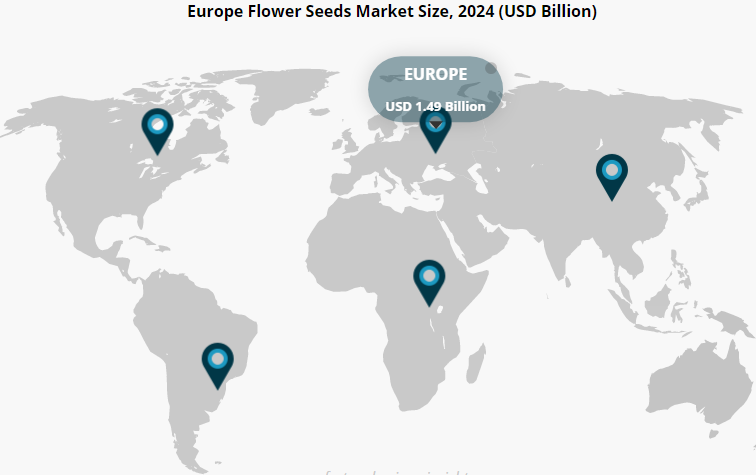 Europe Flower Seeds Market Size, 2024 (USD Billion)
EUROPE
USD 1.49 Billion